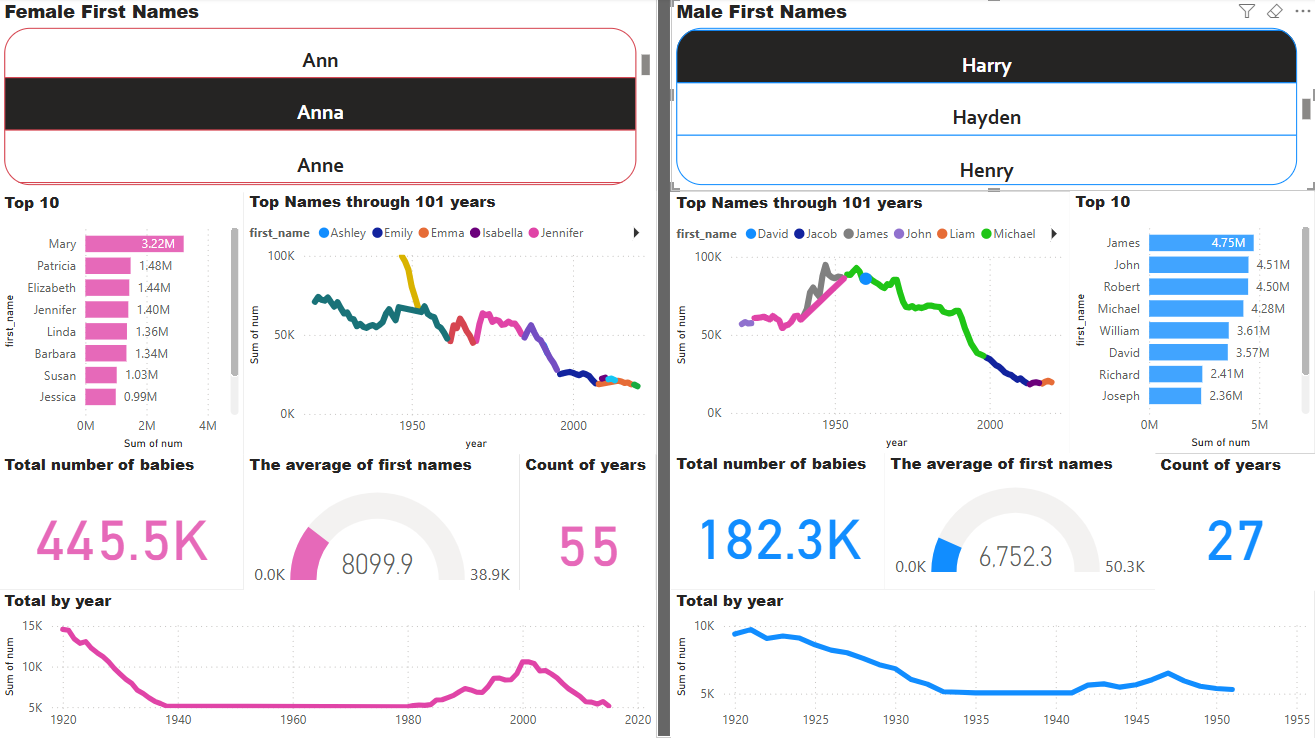 Female First Names
Ann
Anna
Anne
Top 10
first_name
Mary 3.22M
Patricia 1.48M
Elizabeth 1.44M
Jennifer 1.40M
Linda 1.36M
Barbara 1.34M
Susan 1.03M
Jessica 0.99M
0M 2M 4M
Sum of num
Top Names through 101 years
first_name Ashley Emily Emma Isabella Jennifer
100K
50K
0K
Sum of num
1950 2000
year
Total number of babies
445.5K
The average of first names
8099.9
0.0K 38.9K
Count of years
55
Total by year
Sum of num
15K
10K
5K
1920 1940 1960 1980 2000 2020
Male First Names
Harry
Hayden
Henry
Top Names through 101 years
first_name David Jacob James John Liam Michael
100K
50K
0K
Sum of num
1950 2000
year
Top 10
first_name
James 4.75M
John 4.51M
Robert 4.50M
Michael 4.28M
William 3.61M
David 3.57M
Richard 2.41M
Joseph 2.36M
0M 5M
Sum of num
Total number of babies
182.3K
The average of first names
6,752.3
0.0K 50.3K
Count of years
27
Total by year
Sum of num
10K
5K
1920 1925 1930 1935 1940 1945 1950 1955